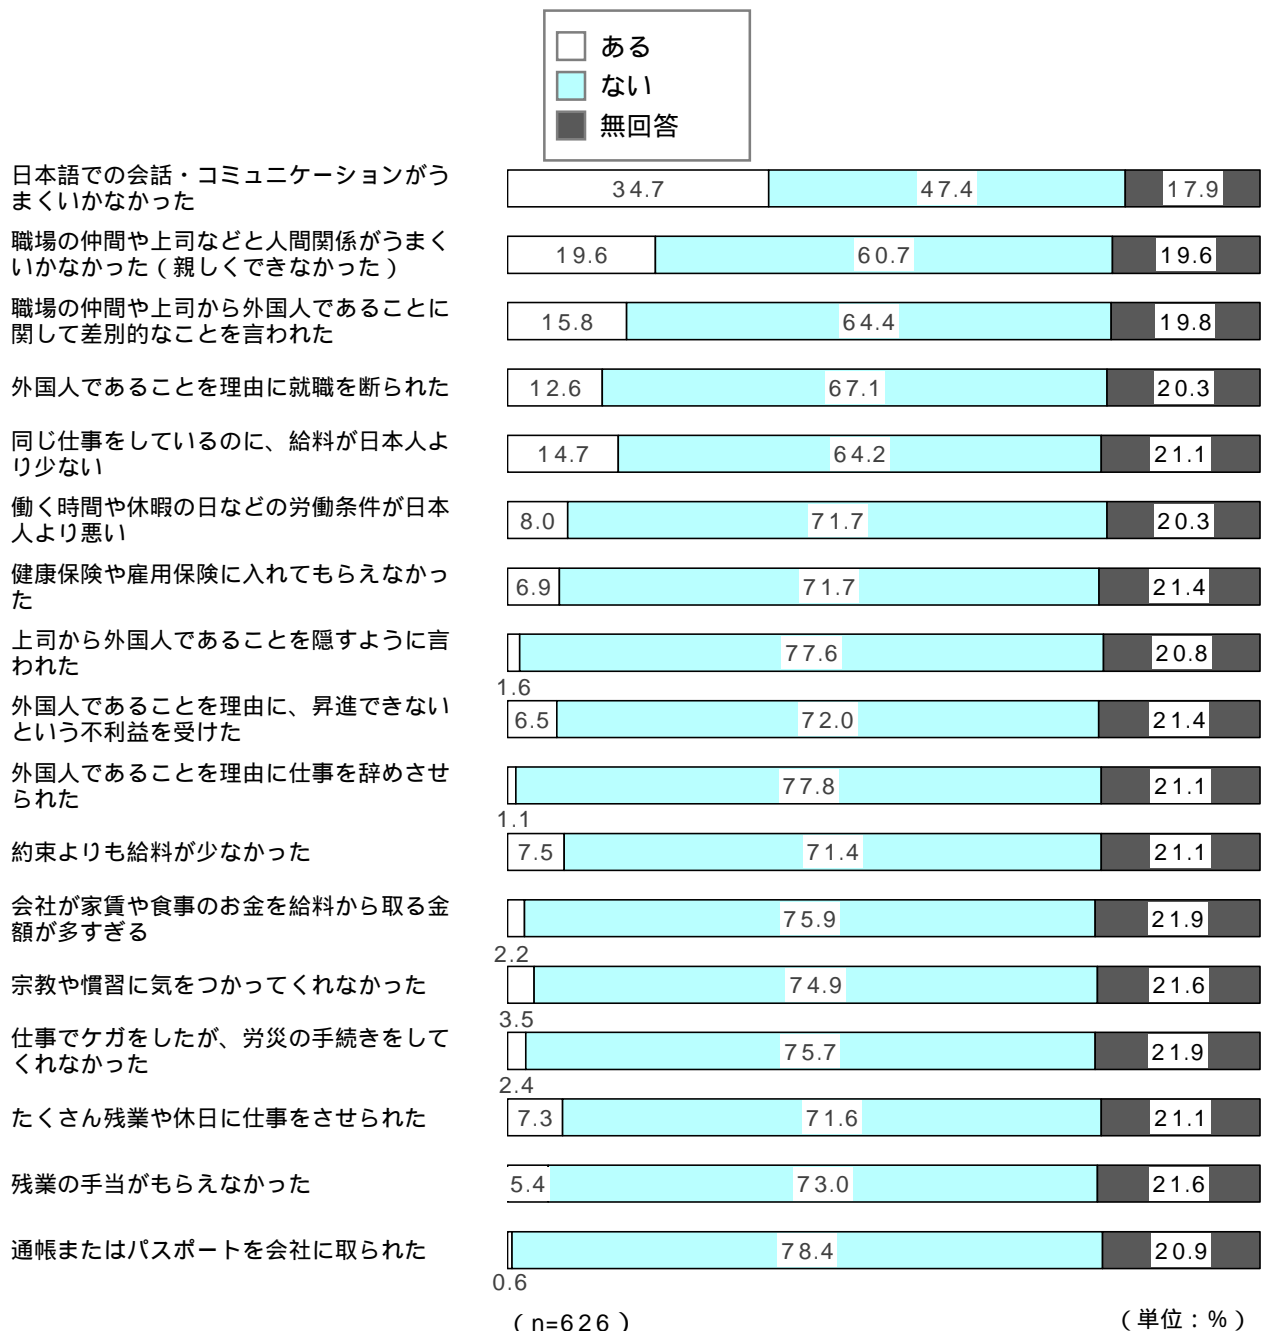 ある
ない
無回答
日本語での会話・コミュニケーションがう
まくいかなかった
34.7 47.4 17.9
職場の仲間や上司などと人間関係がうまく
いかなかった(親しくできなかった)
19.6 60.7 19.6
職場の仲間や上司から外国人であることに
関して差別的なことを言われた
15.8 64.4 19.8
外国人であることを理由に就職を断られた
12.6 67.1 20.3
同じ仕事をしているのに、給料が日本人よ
り少ない
14.7 64.2 21.1
働く時間や休暇の日などの労働条件が日本
人より悪い
8.0 71.7 20.3
健康保険や雇用保険に入れてもらえなかっ
た
6.9 71.7 21.4
上司から外国人であることを隠すように言
われた
77.6 20.8
1.6
外国人であることを理由に、昇進できない
という不利益を受けた
6.5 72.0 21.4
外国人であることを理由に仕事を辞めさせ
られた
77.8 21.1
1.1
約束よりも給料が少なかった
7.5 71.4 21.1
会社が家賃や食事のお金を給料から取る金
額が多すぎる
75.9 21.9
2.2
宗教や慣習に気をつかってくれなかった
74.9 21.6
3.5
仕事でケガをしたが、労災の手続きをして
くれなかった
75.7 21.9
2.4
たくさん残業や休日に仕事をさせられた
7.3 71.6 21.1
残業の手当がもらえなかった
5.4 73.0 21.6
通帳またはパスポートを会社に取られた
78.4 20.9
0.6
(n=626)
(単位:%)